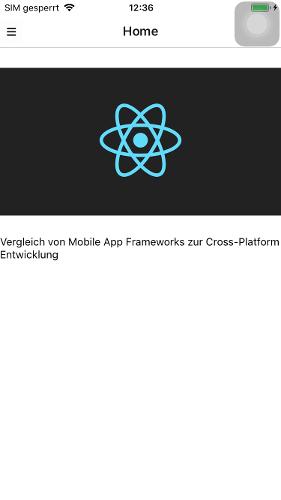 SIM gesperrt 12:36
Home
Vergleich von Mobile App Frameworks zur Cross-Platform
Entwicklung